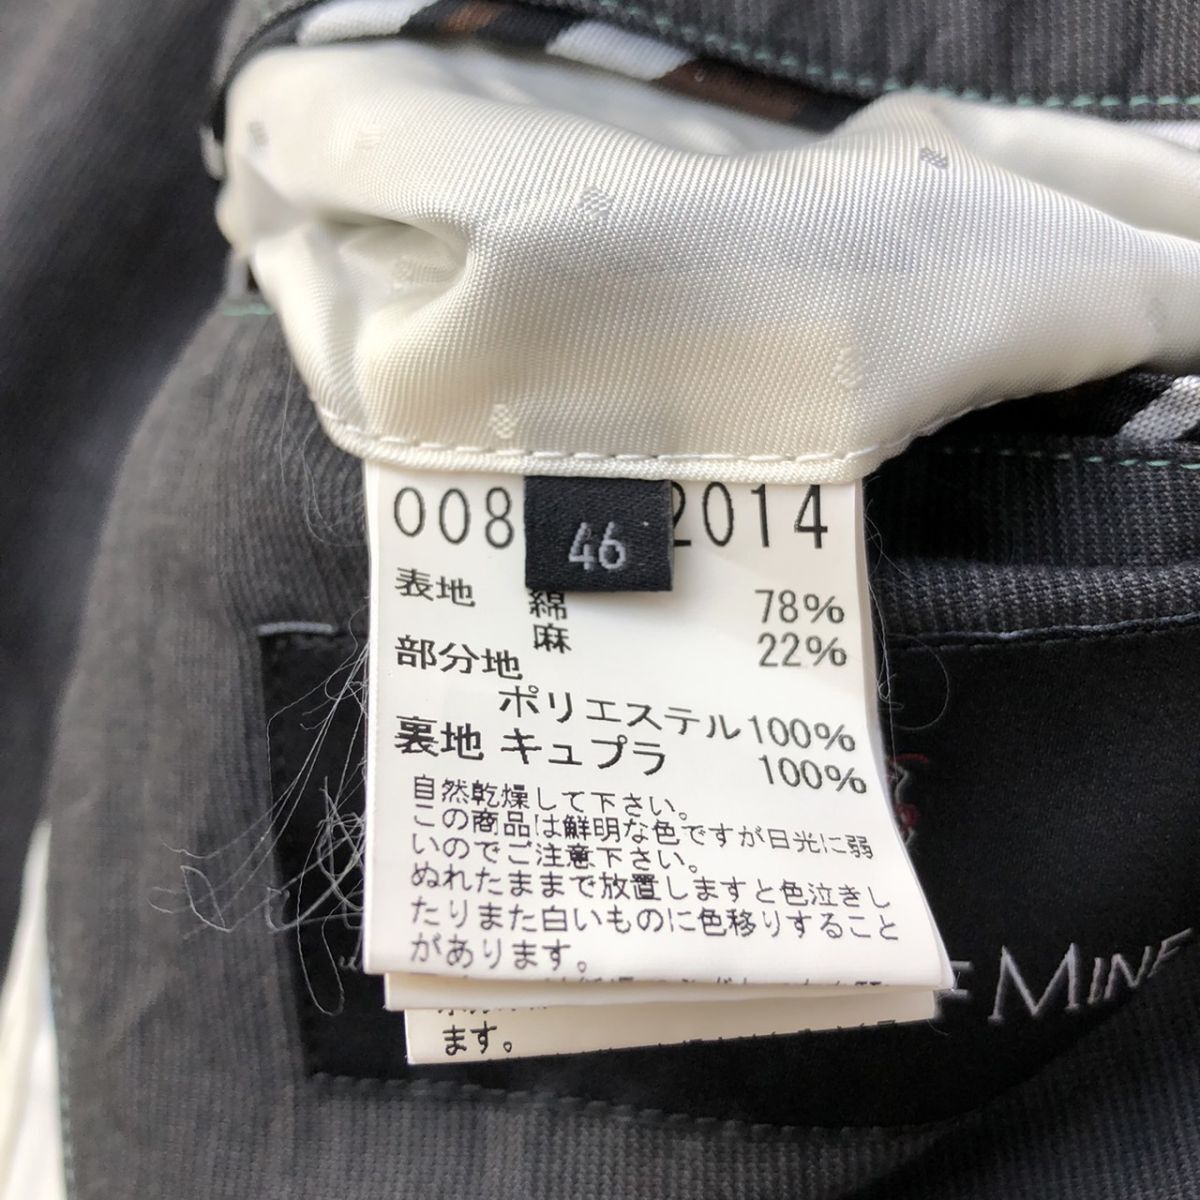 008 2014
46
表地 綿 78%
麻 22%
部分地
ポリエステル100%
裏地 キュプラ 100%
自然乾燥して下さい。
この商品は鮮明な色ですが日光に弱
いのでご注意下さい。
ぬれたままで放置しますと色泣きし
たりまた白いものに色移りすること
があります。
ます。
MINE